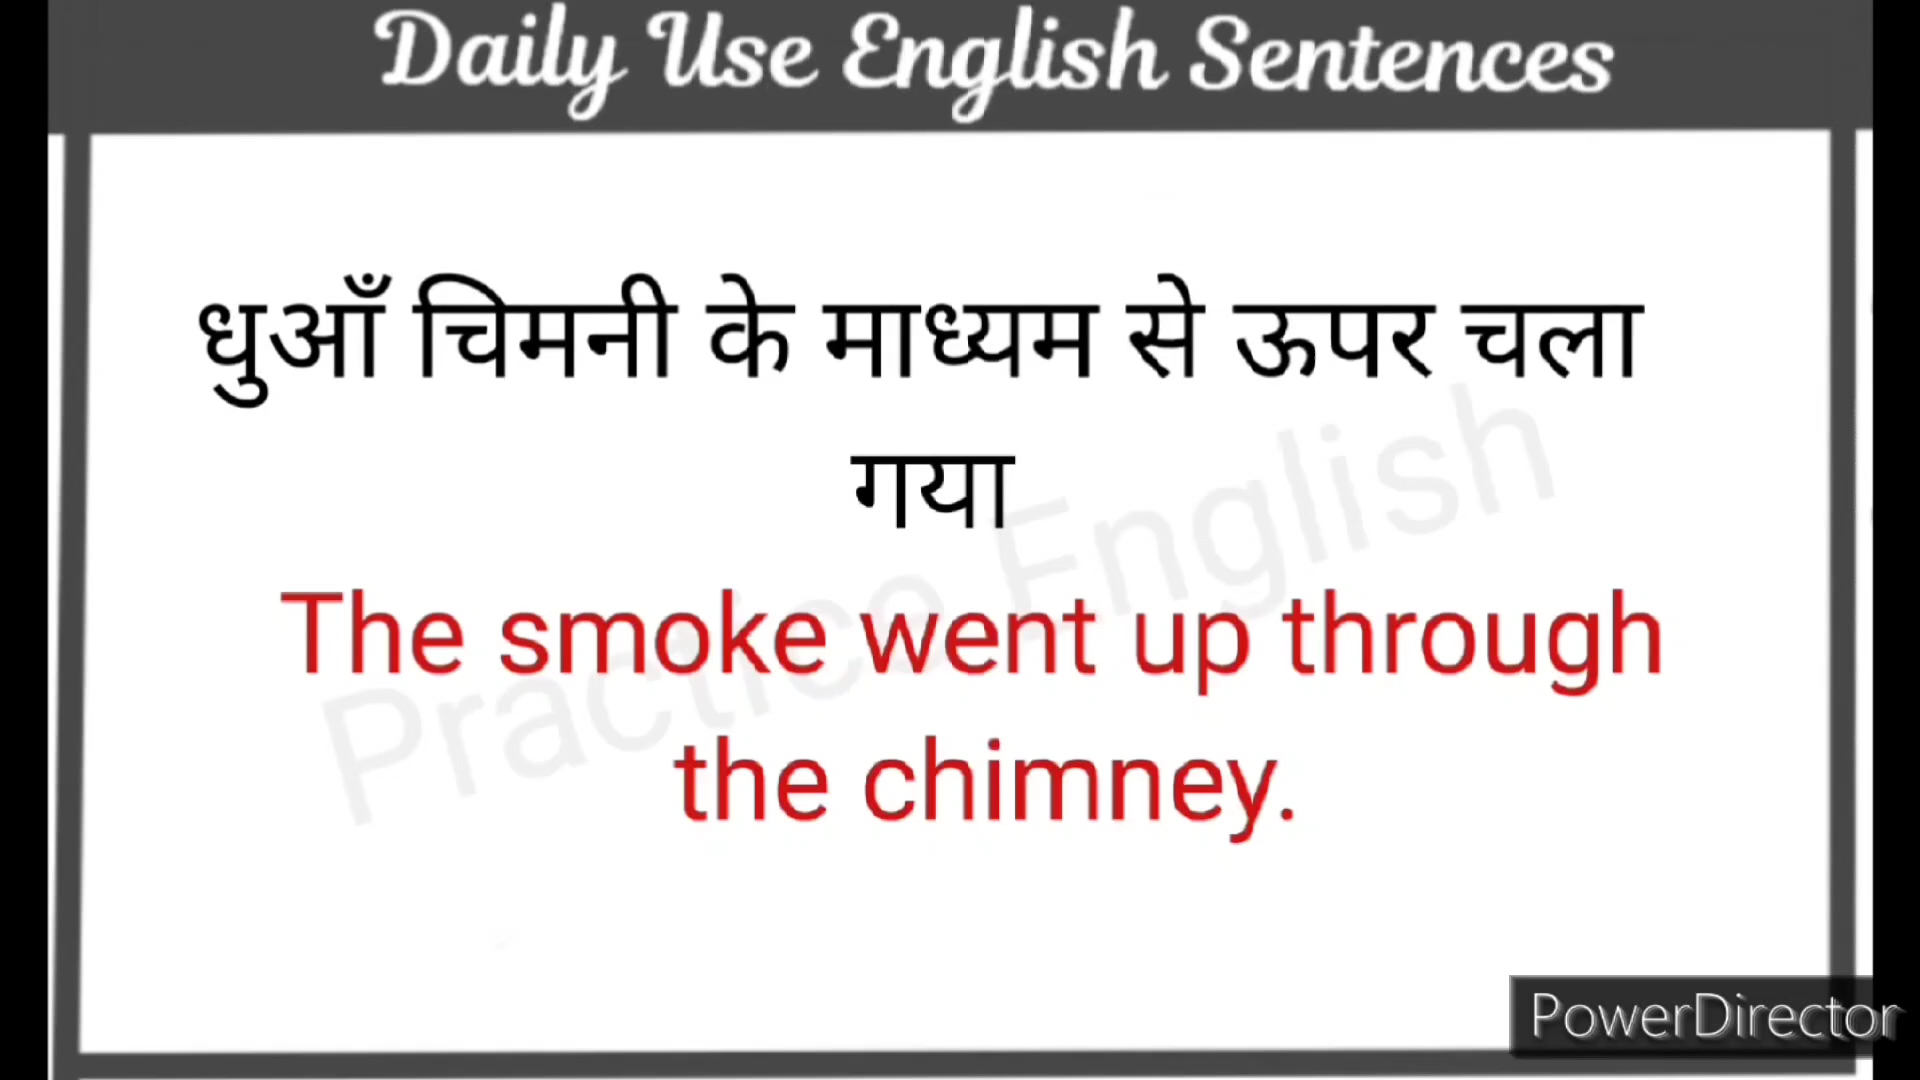 Daily Use English Sentences
धुआँ चिमनी के माध्यम से ऊपर चला
गया
The smoke went up through
the chimney.
Practice English
PowerDirector